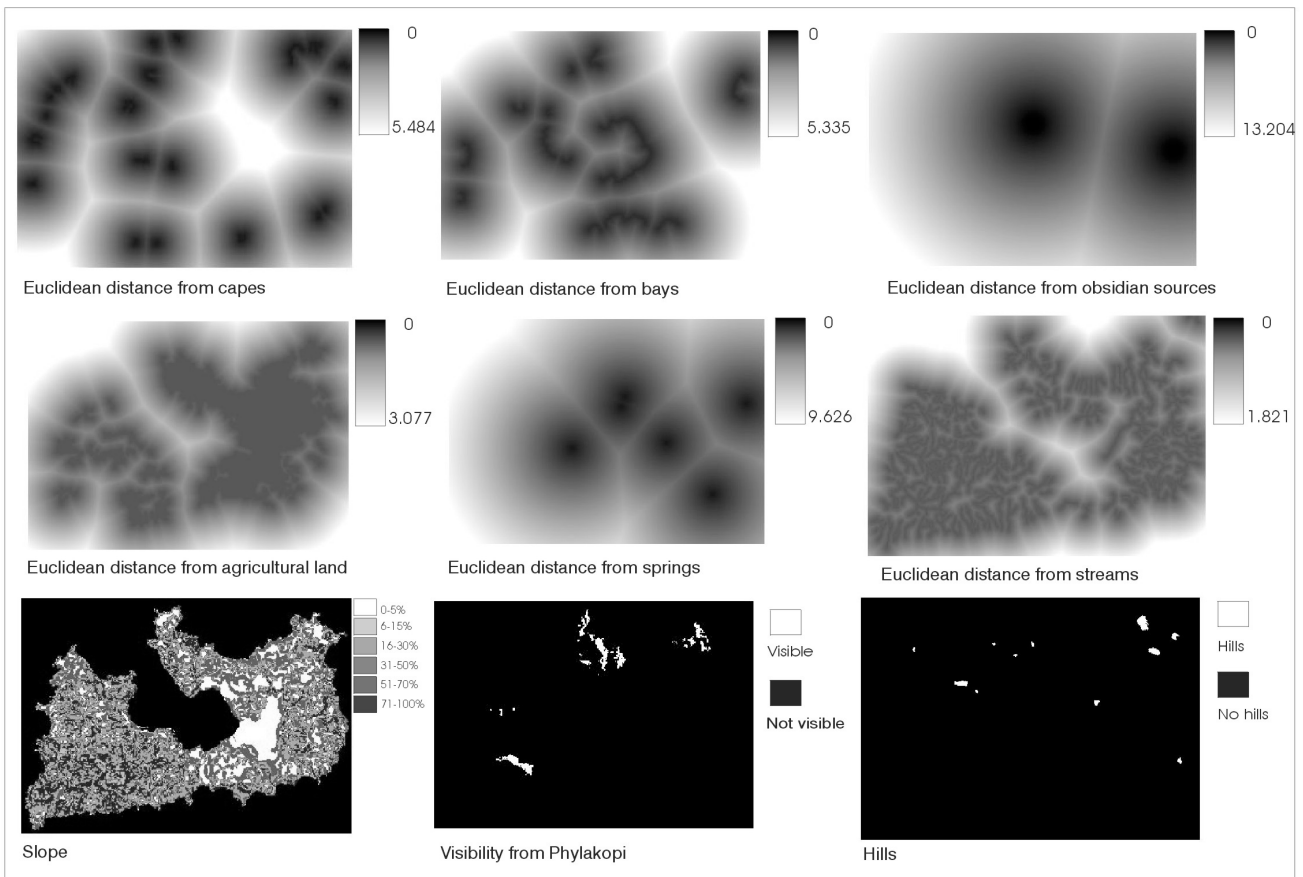 0
5.484
Euclidean distance from capes
0
5.335
Euclidean distance from bays
0
13.204
Euclidean distance from obsidian sources
0
3.077
Euclidean distance from agricultural land
0
9.626
Euclidean distance from springs
0
1.821
Euclidean distance from streams
0-5%
6-15%
16-30%
31-50%
51-70%
71-100%
Slope
Visible
Not visible
Visibility from Phylakopi
Hills
No hills
Hills